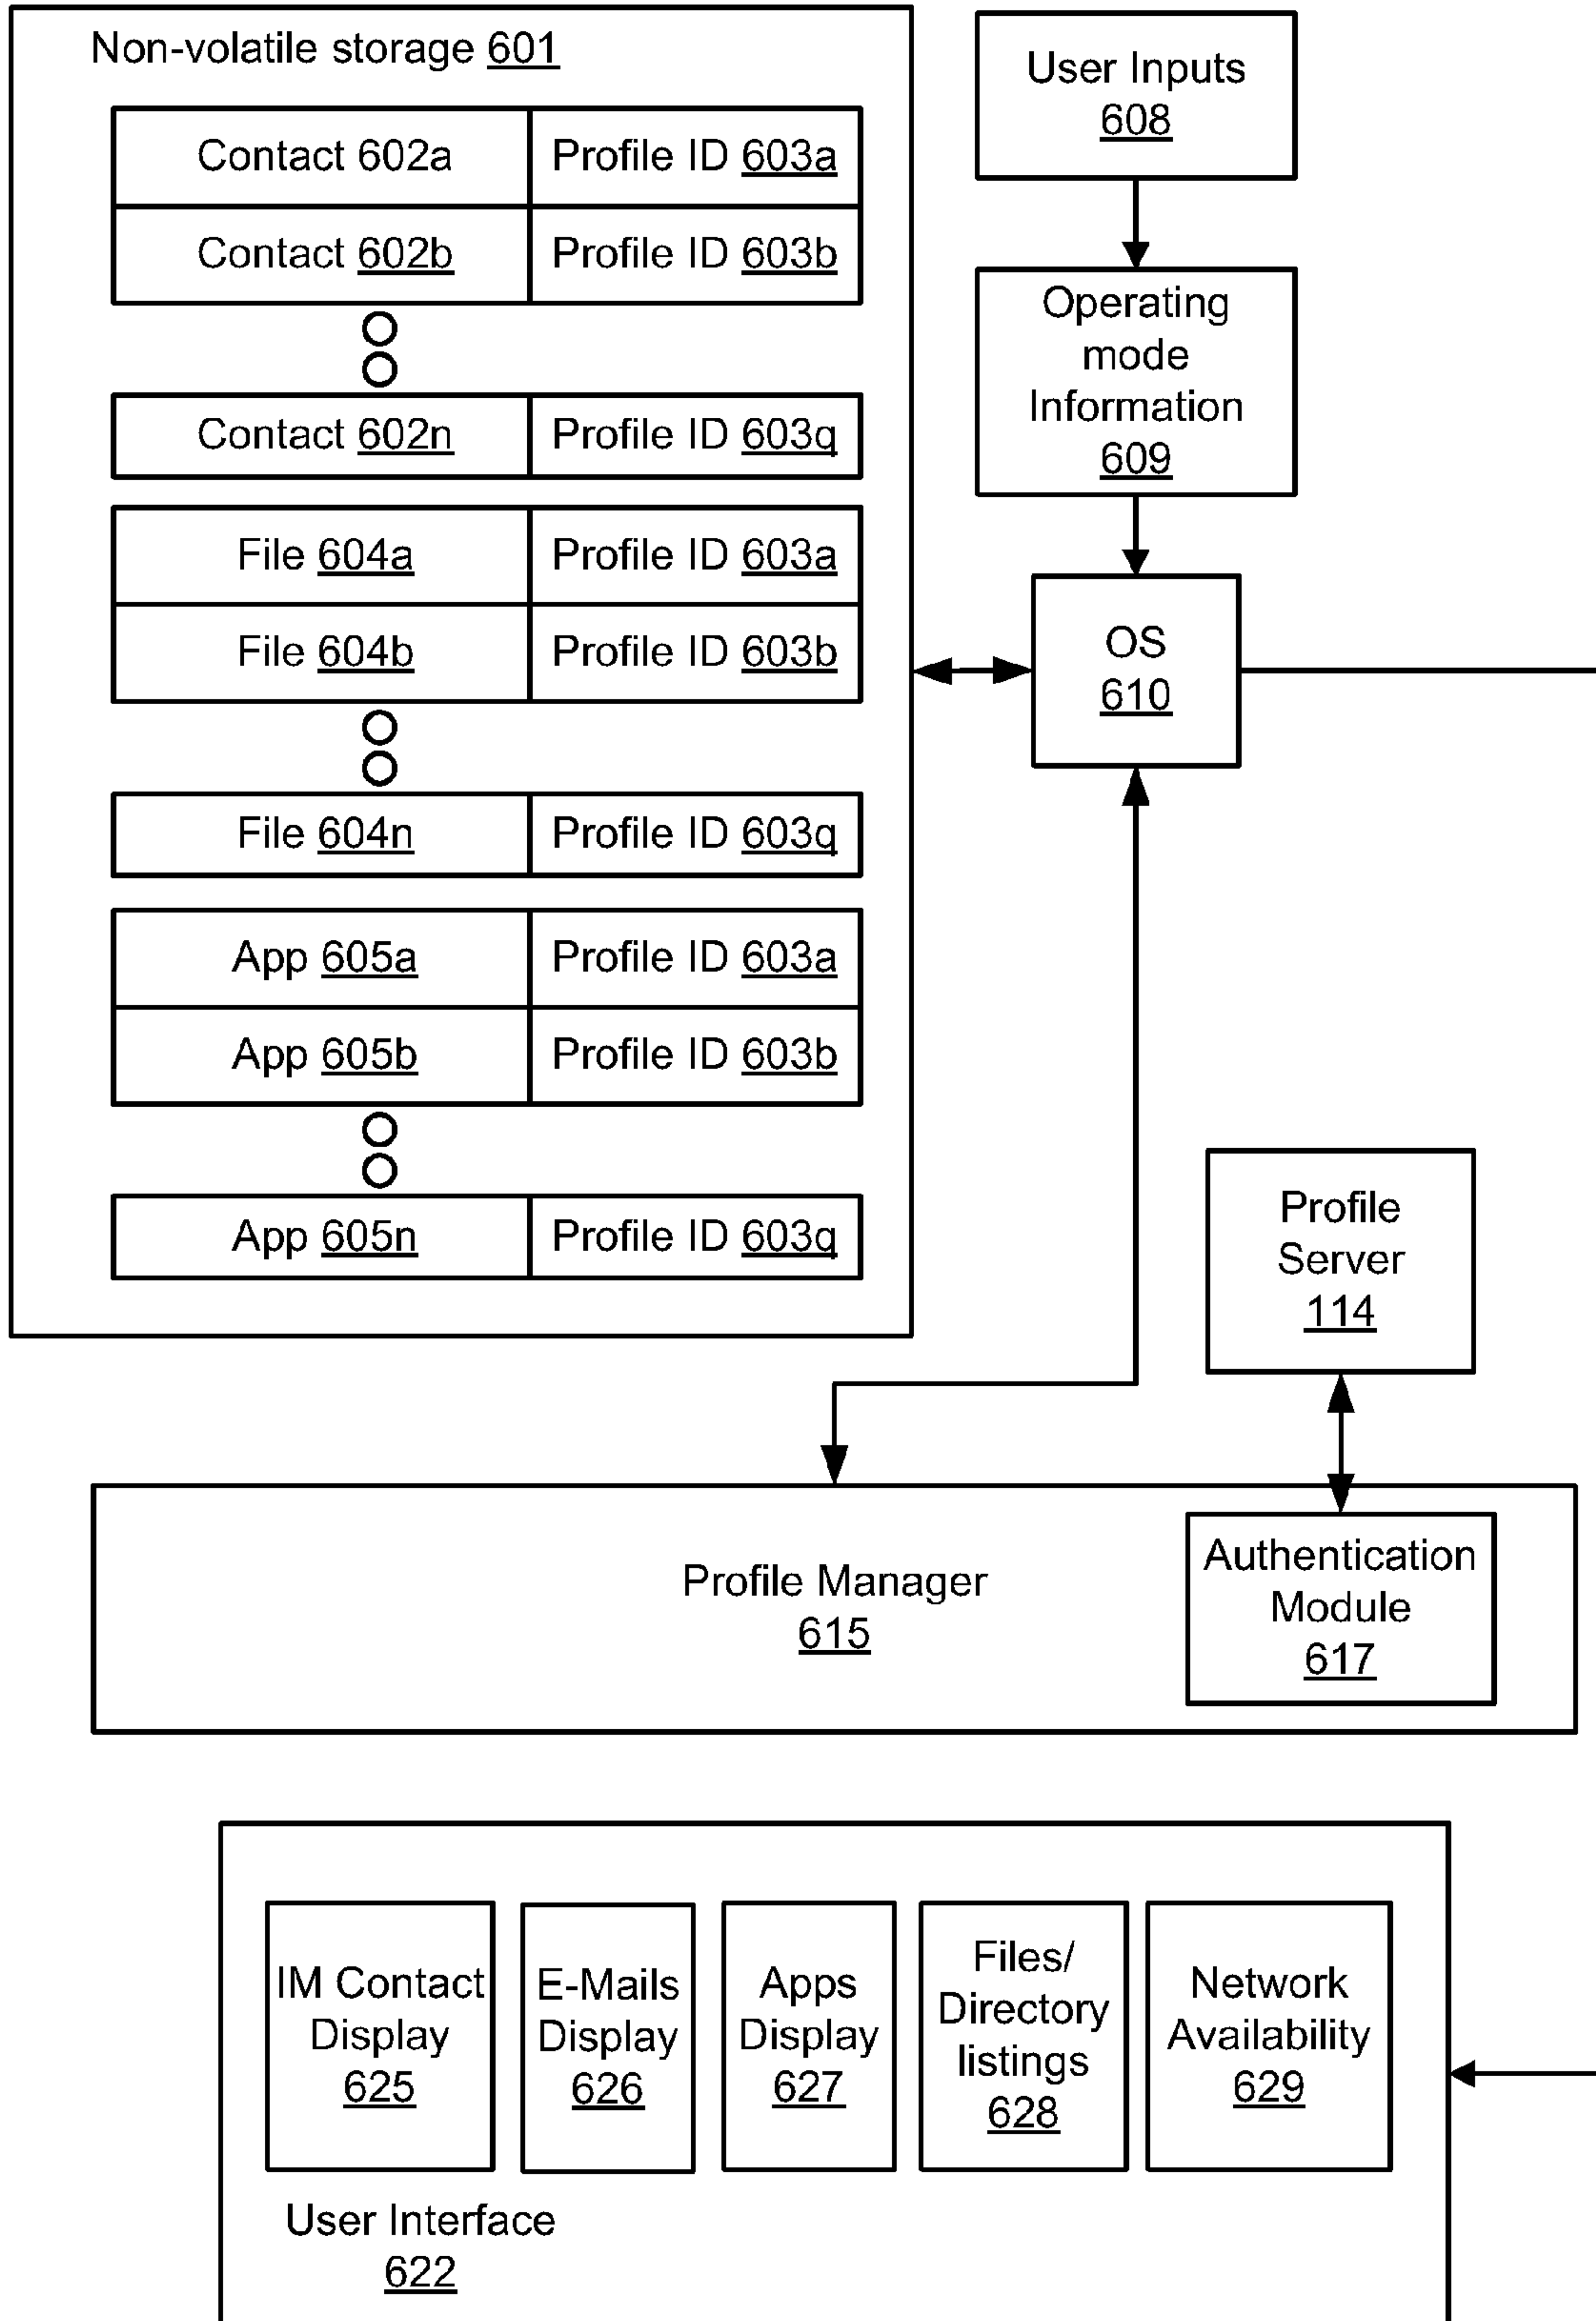 Non-volatile storage 601
Contact 602a Profile ID 603a
Contact 602b Profile ID 603b
Contact 602n Profile ID 603q
File 604a Profile ID 603a
File 604b Profile ID 603b
File 604n Profile ID 603q
App 605a Profile ID 603a
App 605b Profile ID 603b
App 605n Profile ID 603q
User Inputs
608
Operating
mode
Information
609
OS
610
Profile
Server
114
Profile Manager
615
Authentication
Module
617
IM Contact
Display
625
E-Mails
Display
626
Apps
Display
627
Files/
Directory
listings
628
Network
Availability
629
User Interface
622